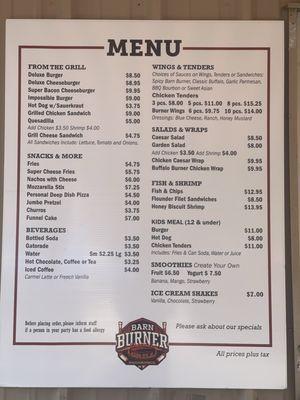 MENU
FROM THE GRILL
Deluxe Burger $8.50
Deluxe Cheeseburger $8.95
Super Bacon Cheeseburger $9.95
Impossible Burger $9.00
Hot Dog w/Sauerkraut $3.75
Grilled Chicken Sandwich $9.00
Quesadilla $5.00
Add Chicken $3.50 Shrimp $4.00
Grilled Cheese Sandwich $4.75
All Sandwiches Include: Lettuce, Tomato and Onions.
SNACKS & MORE
Fries $4.75
Super Cheese Fries $5.75
Nachos with Cheese $6.00
Mozzarella Stix $7.25
Personal Deep Dish Pizza $4.50
Jumbo Pretzel $4.00
Churros $3.75
Funnel Cake $7.00
BEVERAGES
Bottled Soda $3.50
Gatorade $3.50
Water Sm $2.25 Lg $3.50
Hot Chocolate, Coffee or Tea $3.25
Iced Coffee $4.00
Carmel Latte or French Vanilla
Before placing order, please inform staff
if a person in your party has a food allergy
WINGS & TENDERS
Choices of Sauces on Wings, Tenders or Sandwiches:
Spicy Barn Burner, Classic Buffalo, Garlic Parmesan,
BBQ Bourbon or Sweet Asian
Chicken Tenders
3 pcs. $8.00 5 pcs. $11.00 8 pcs. $15.25
Burner Wings 6 pcs. $9.75 10 pcs. $14.00
Dressings: Blue Cheese, Ranch, Honey Mustard
SALADS & WRAPS
Caesar Salad $8.50
Garden Salad $8.00
Add Chicken $3.50 Add Shrimp $4.00
Chicken Caesar Wrap $9.95
Buffalo Burner Chicken Wrap $9.95
FISH & SHRIMP
Fish & Chips $12.95
Flounder Filet Sandwich $8.50
Honey Biscuit Shrimp $13.95
KIDS MEAL (12 & under)
Burger $11.00
Hot Dog $8.00
Chicken Tenders $11.00
Includes: Fries & Can Soda, Water or Juice
SMOOTHIES Create Your Own
Fruit $6.50 Yogurt $ 7.50
Banana, Mango, Strawberry
ICE CREAM SHAKES $7.00
Vanilla, Chocolate, Strawberry
BARN
BURNER
GRILL
Please ask about our specials
All prices plus tax